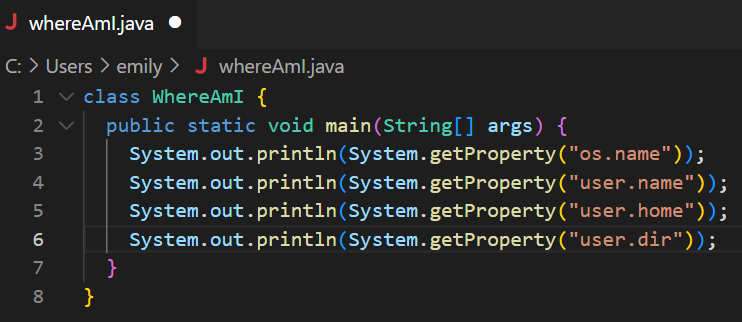 J whereAmI.java
C: > Users > emily > J whereAmI.java
1 class WhereAmI {
2 public static void main(String[] args) {
3 System.out.println(System.getProperty("os.name"));
4 System.out.println(System.getProperty("user.name"));
5 System.out.println(System.getProperty("user.home"));
6 System.out.println(System.getProperty("user.dir"));
7 }
8 }